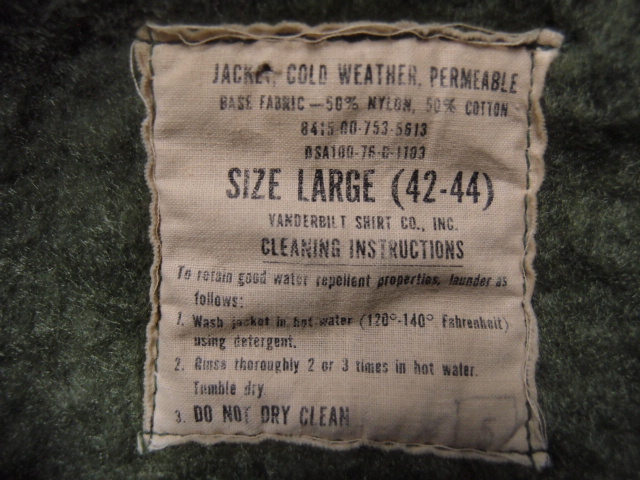 JACKET, COLD WEATHER, PERMEABLE
BASE FABRIC — 50% NYLON, 50% COTTON
8415-00-753-5613
DSA100-76-C-1103
SIZE LARGE (42-44)
VANDERBILT SHIRT CO., INC.
CLEANING INSTRUCTIONS
To retain good water repellent properties, launder as
follows:
1. Wash jacket in hot water (120°-140° Fahrenheit)
using detergent.
2. Rinse thoroughly 2 or 3 times in hot water.
Tumble dry.
3. DO NOT DRY CLEAN